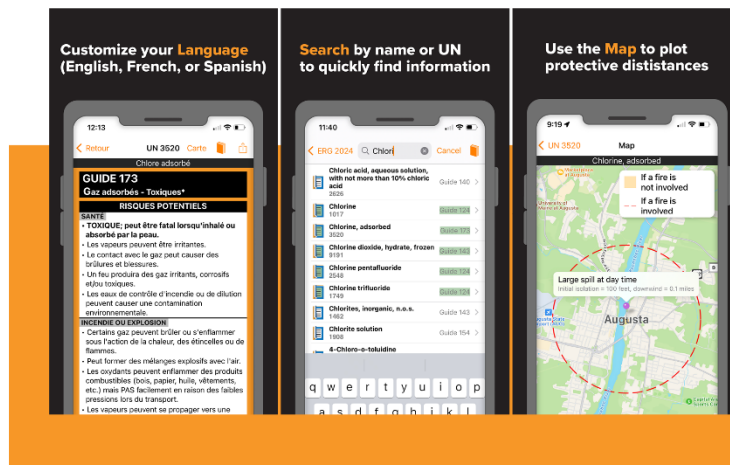 Customize your Language
(English, French, or Spanish)
12:13
Retour
UN 3520
Carte
Chlore adsorbé
GUIDE 173
Gaz adsorbés - Toxiques*
RISQUES POTENTIELS
SANTÉ
• TOXIQUE; peut être fatal lorsqu'inhalé ou
absorbé par la peau.
• Les vapeurs peuvent être irritantes.
• Le contact avec le gaz peut causer des
brûlures et blessures.
• Un feu produira des gaz irritants, corrosifs
et/ou toxiques.
• Les eaux de contrôle d'incendie ou de dilution
peuvent causer une contamination
environnementale.
INCENDIE OU EXPLOSION
• Certains gaz peuvent brûler ou s'enflammer
sous l'action de la chaleur, des étincelles ou de
flammes.
• Peut former des mélanges explosifs avec l'air.
• Les oxydants peuvent enflammer des produits
combustibles (bois, papier, huile, vêtements,
etc.) mais PAS facilement en raison des faibles
pressions lors du transport.
• Les vapeurs peuvent se propager vers une
Search by name or UN
to quickly find information
11:40
ERG 2024
Chlori
Cancel
Chloric acid, aqueous solution,
with not more than 10% chloric
acid
2626
Guide 140
Chlorine
1017
Guide 124
Chlorine, adsorbed
3520
Guide 173
Chlorine dioxide, hydrate, frozen
9191
Guide 143
Chlorine pentafluoride
2548
Guide 124
Chlorine trifluoride
1749
Guide 124
Chlorites, inorganic, n.o.s.
1462
Guide 143
Chlorite solution
1908
Guide 154
4-Chloro-o-toluidine
q w e r t y u i o p
a s d f g h j k l
Use the Map to plot
protective dististances
9:19
UN 3520
Map
Chlorine, adsorbed
If a fire is
not involved
If a fire is
involved
Large spill at day time
Initial isolation = 100 feet, downwind = 0.1 miles
Augusta